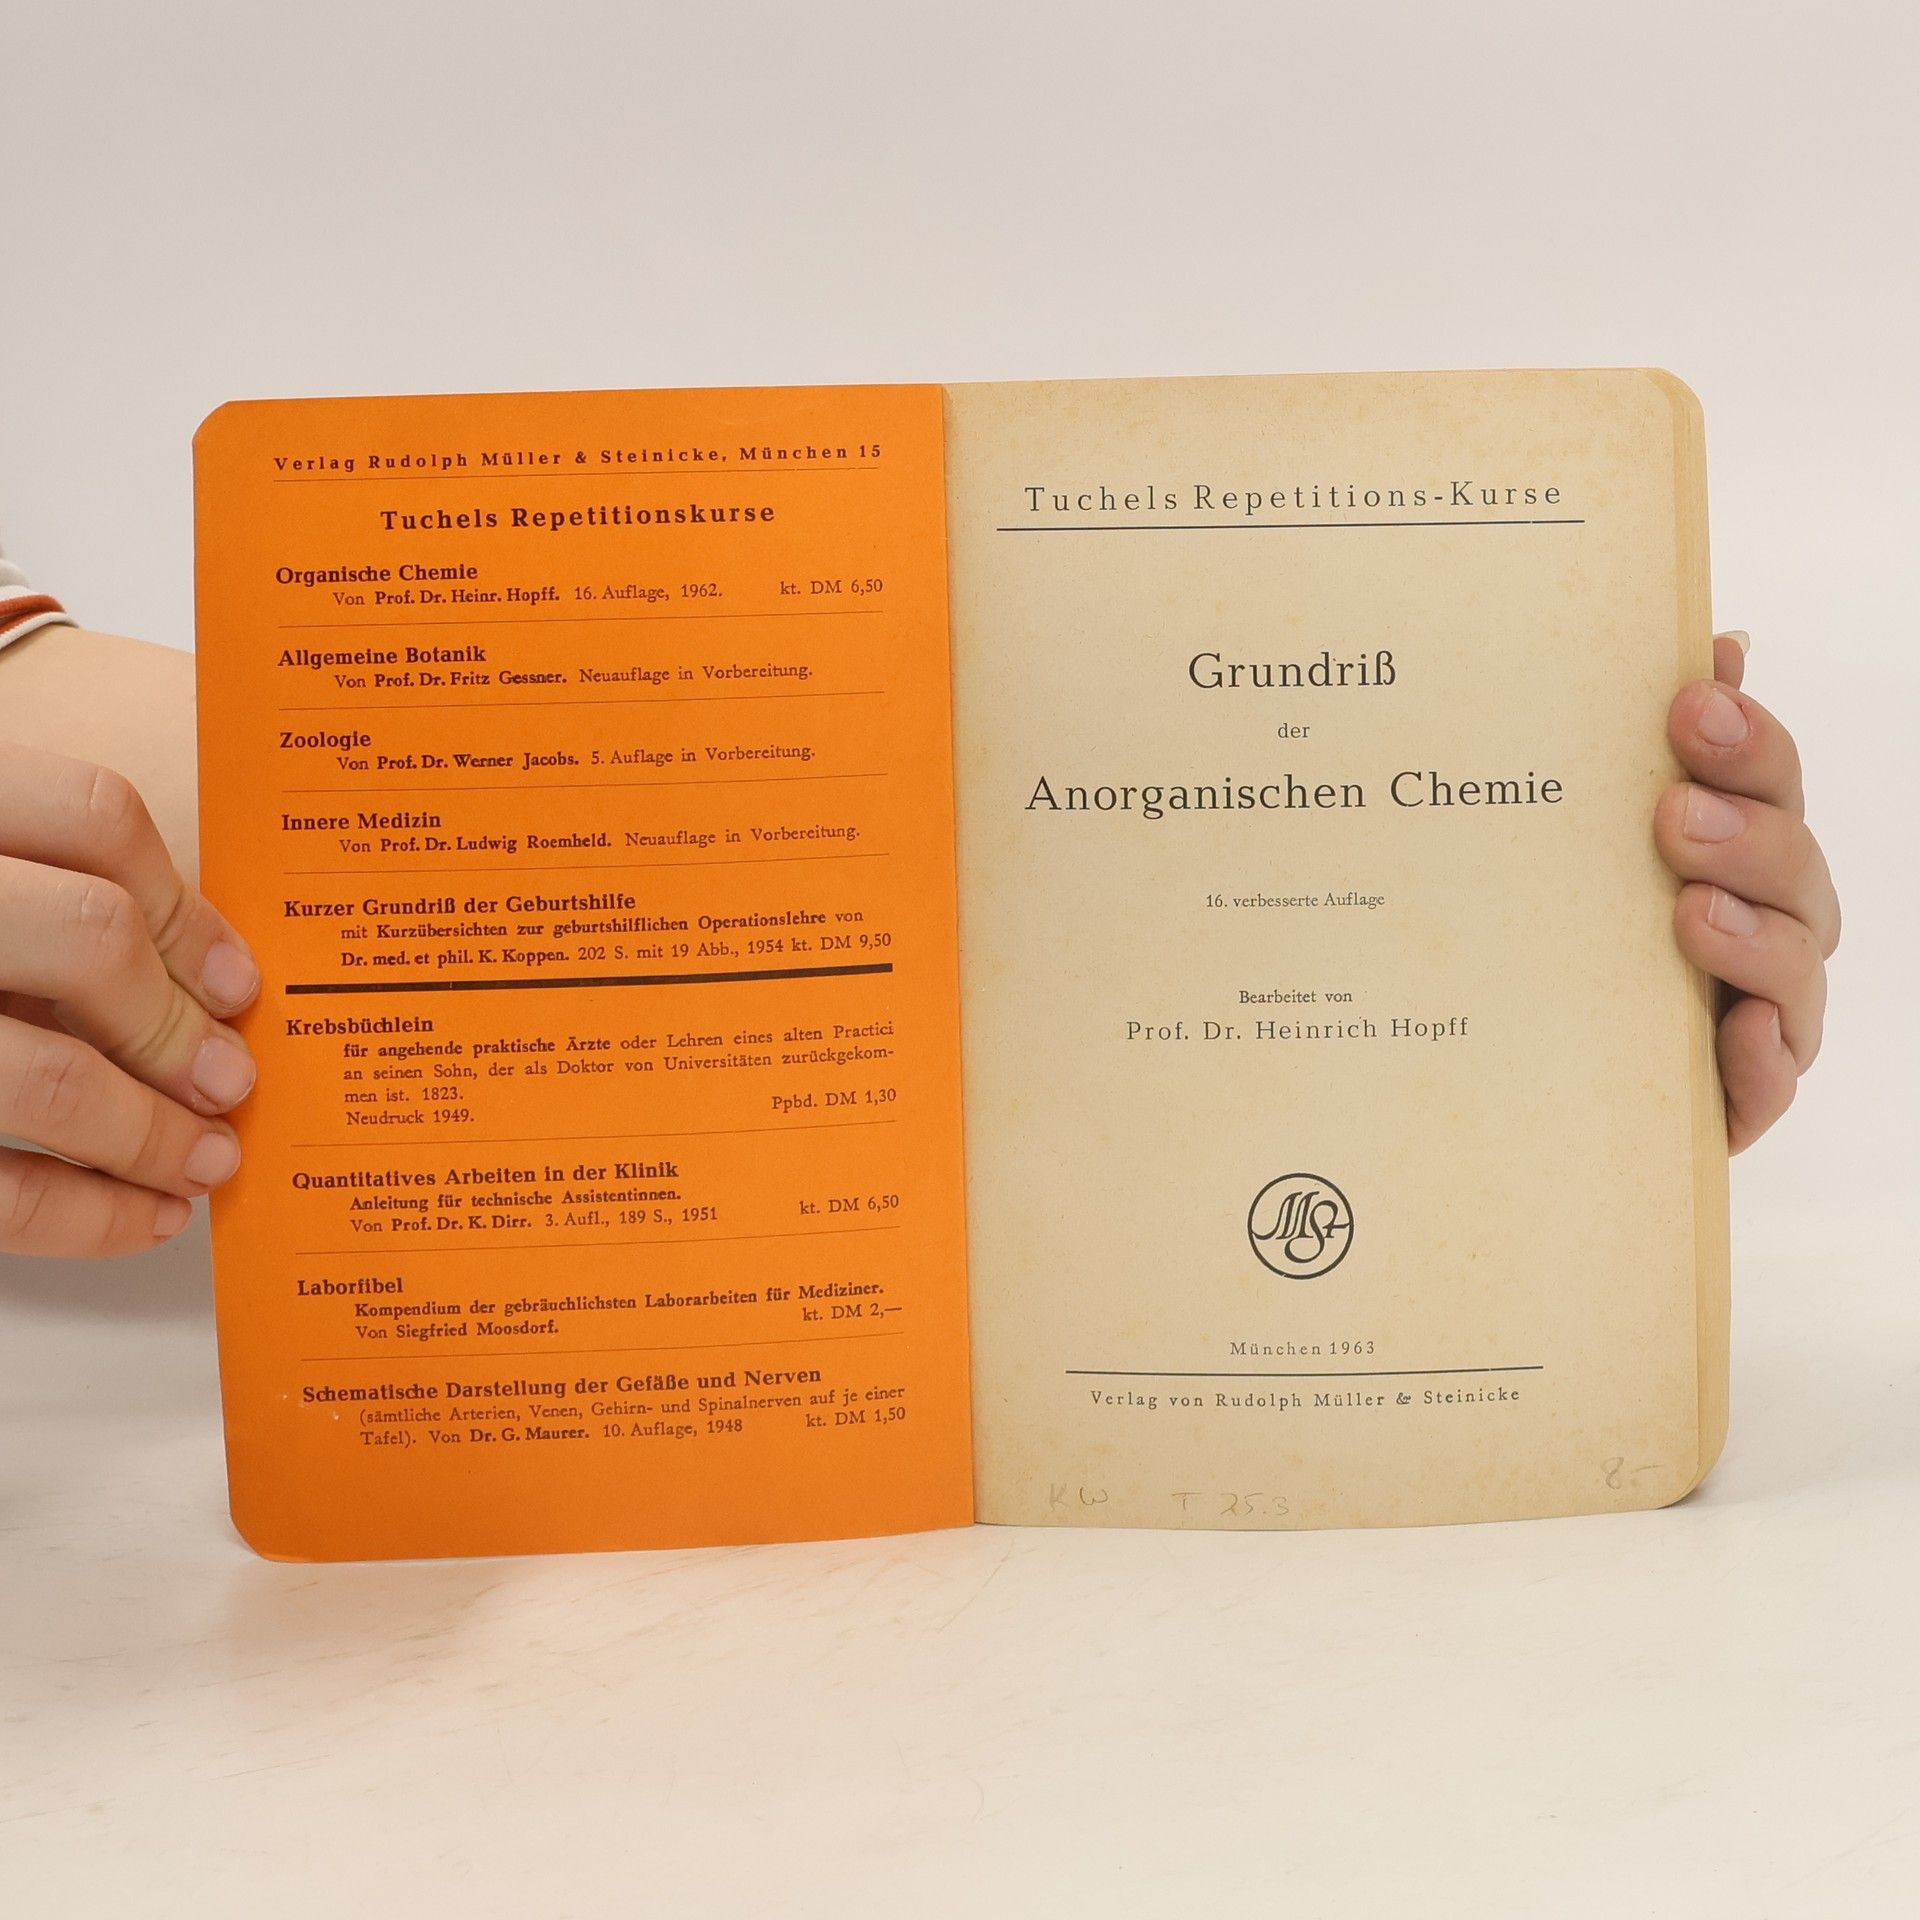 Verlag Rudolph Müller & Steinicke, München 15
Tuchels Repetitionskurse
Organische Chemie
Von Prof. Dr. Heinr. Hopff. 16. Auflage, 1962. kt. DM 6,50
Allgemeine Botanik
Von Prof. Dr. Fritz Gessner. Neuauflage in Vorbereitung.
Zoologie
Von Prof. Dr. Werner Jacobs. 5. Auflage in Vorbereitung.
Innere Medizin
Von Prof. Dr. Ludwig Roemheld. Neuauflage in Vorbereitung.
Kurzer Grundriß der Geburtshilfe
mit Kurzübersichten zur geburtshilflichen Operationslehre von
Dr. med. et phil. K. Koppen. 202 S. mit 19 Abb., 1954 kt. DM 9,50
Krebsbüchlein
für angehende praktische Ärzte oder Lehren eines alten Practici
an seinen Sohn, der als Doktor von Universitäten zurückgekom-
men ist. 1823.
Neudruck 1949. Ppbd. DM 1,30
Quantitatives Arbeiten in der Klinik
Anleitung für technische Assistentinnen.
Von Prof. Dr. K. Dirr. 3. Aufl., 189 S., 1951 kt. DM 6,50
Laborfibel
Kompendium der gebräuchlichsten Laborarbeiten für Mediziner.
Von Siegfried Moosdorf. kt. DM 2,—
Schematische Darstellung der Gefäße und Nerven
(sämtliche Arterien, Venen, Gehirn- und Spinalnerven auf je einer
Tafel). Von Dr. G. Maurer. 10. Auflage, 1948 kt. DM 1,50
Tuchels Repetitions-Kurse
Grundriß
der
Anorganischen Chemie
16. verbesserte Auflage
Bearbeitet von
Prof. Dr. Heinrich Hopff
MSt
München 1963
Verlag von Rudolph Müller & Steinicke
8.-
KW T 25.3